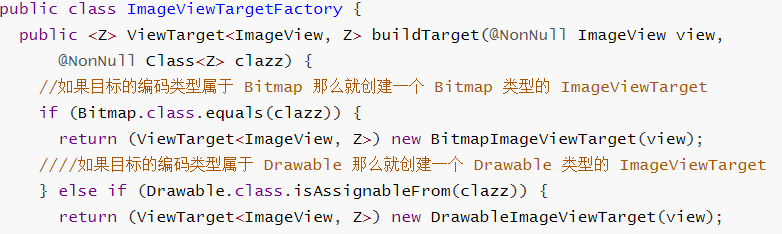 public class ImageViewTargetFactory {
public <Z> ViewTarget<ImageView, Z> buildTarget(@NonNull ImageView view,
@NonNull Class<Z> clazz) {
//如果目标的编码类型属于 Bitmap 那么就创建一个 Bitmap 类型的 ImageViewTarget
if (Bitmap.class.equals(clazz)) {
return (ViewTarget<ImageView, Z>) new BitmapImageViewTarget(view);
////如果目标的编码类型属于 Drawable 那么就创建一个 Drawable 类型的 ImageViewTarget
} else if (Drawable.class.isAssignableFrom(clazz)) {
return (ViewTarget<ImageView, Z>) new DrawableImageViewTarget(view);